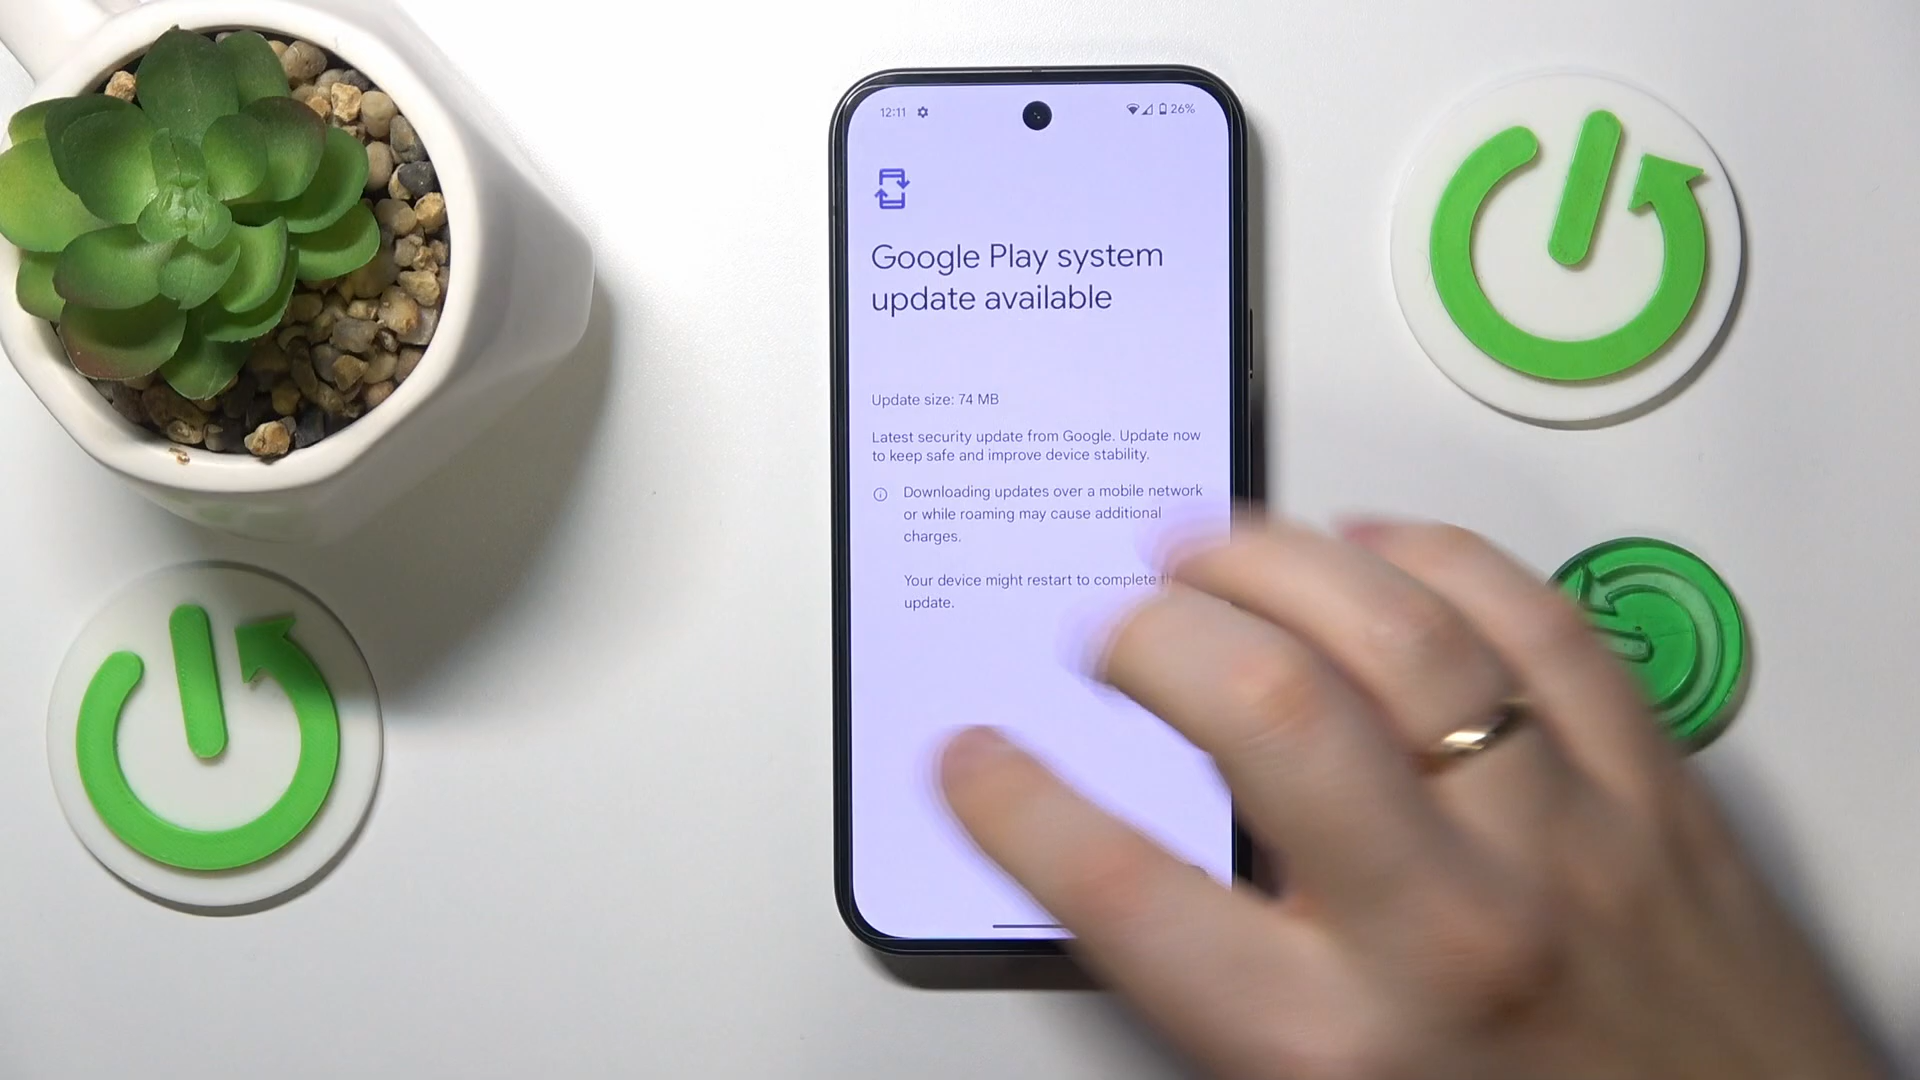 12:11
26%
Google Play system
update available
Update size: 74 MB
Latest security update from Google. Update now
to keep safe and improve device stability.
Downloading updates over a mobile network
or while roaming may cause additional
charges.
Your device might restart to complete
update.